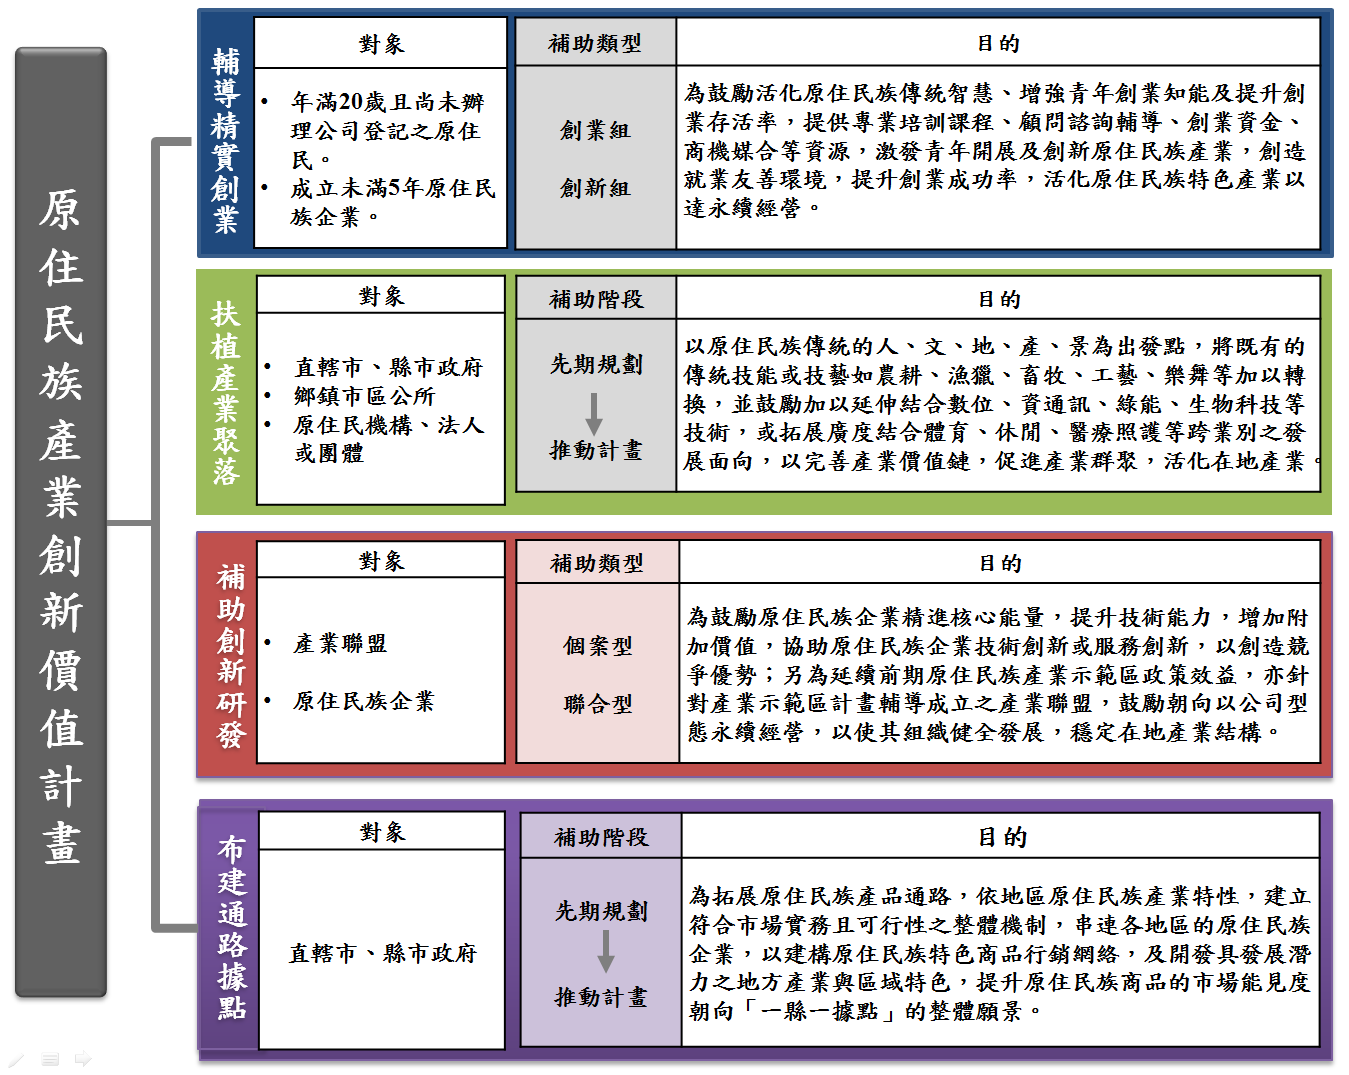 原住民族產業創新價值計畫
輔導精實創業
對象
• 年滿20歲且尚未辦
理公司登記之原住
民。
• 成立未滿5年原住民
族企業。
補助類型
創業組
創新組
目的
為鼓勵活化原住民族傳統智慧、增強青年創業知能及提升創
業存活率，提供專業培訓課程、顧問諮詢輔導、創業資金、
商機媒合等資源，激發青年開展及創新原住民族產業，創造
就業友善環境，提升創業成功率，活化原住民族特色產業以
達永續經營。
扶植產業聚落
對象
• 直轄市、縣市政府
• 鄉鎮市區公所
• 原住民機構、法人
或團體
補助階段
先期規劃
推動計畫
目的
以原住民族傳統的人、文、地、產、景為出發點，將既有的
傳統技能或技藝如農耕、漁獵、畜牧、工藝、樂舞等加以轉
換，並鼓勵加以延伸結合數位、資通訊、綠能、生物科技等
技術，或拓展廣度結合體育、休閒、醫療照護等跨業別之發
展面向，以完善產業價值鏈，促進產業群聚，活化在地產業。
補助創新研發
對象
• 產業聯盟
• 原住民族企業
補助類型
個案型
聯合型
目的
為鼓勵原住民族企業精進核心能量，提升技術能力，增加附
加價值，協助原住民族企業技術創新或服務創新，以創造競
爭優勢；另為延續前期原住民族產業示範區政策效益，亦針
對產業示範區計畫輔導成立之產業聯盟，鼓勵朝向以公司型
態永續經營，以使其組織健全發展，穩定在地產業結構。
布建通路據點
對象
直轄市、縣市政府
補助階段
先期規劃
推動計畫
目的
為拓展原住民族產品通路，依地區原住民族產業特性，建立
符合市場實務且可行性之整體機制，串連各地區的原住民族
企業，以建構原住民族特色商品行銷網絡，及開發具發展潛
力之地方產業與區域特色，提升原住民族商品的市場能見度
朝向「一縣一據點」的整體願景。